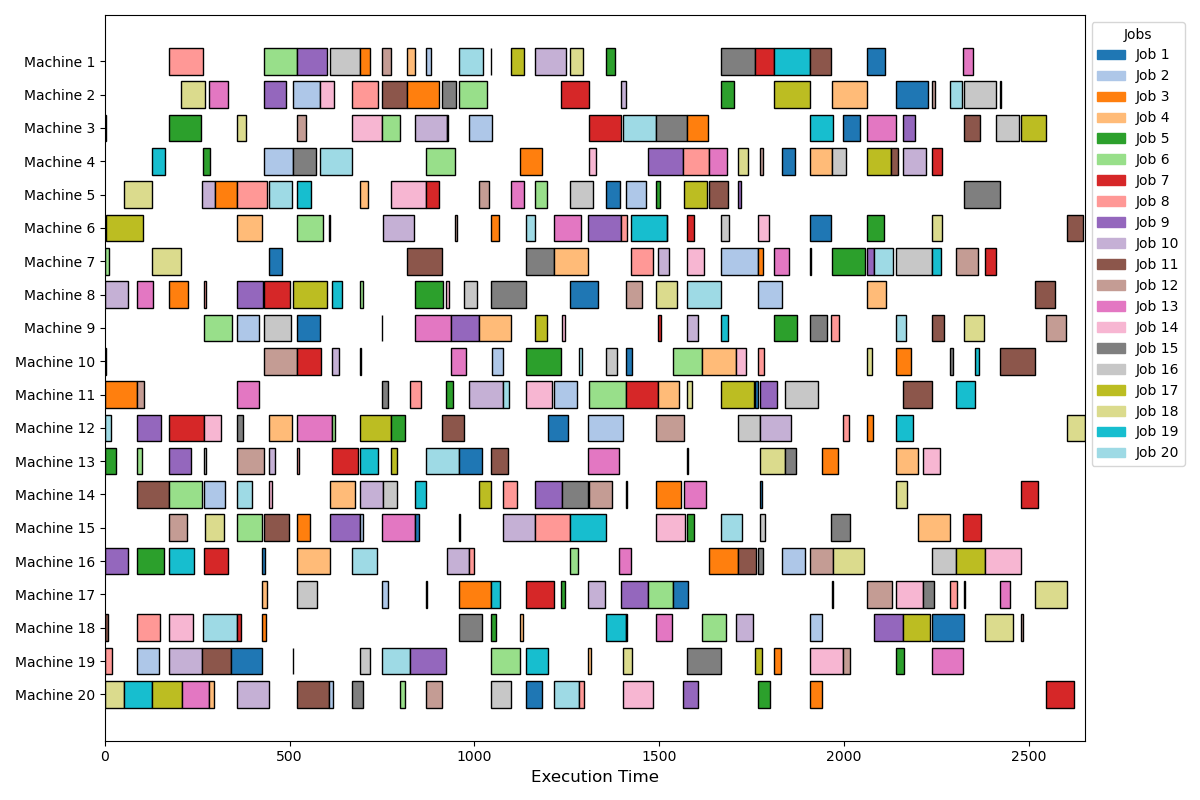 Machine 1
Machine 2
Machine 3
Machine 4
Machine 5
Machine 6
Machine 7
Machine 8
Machine 9
Machine 10
Machine 11
Machine 12
Machine 13
Machine 14
Machine 15
Machine 16
Machine 17
Machine 18
Machine 19
Machine 20
0
500
1000
1500
2000
2500
Execution Time
Jobs
Job 1
Job 2
Job 3
Job 4
Job 5
Job 6
Job 7
Job 8
Job 9
Job 10
Job 11
Job 12
Job 13
Job 14
Job 15
Job 16
Job 17
Job 18
Job 19
Job 20